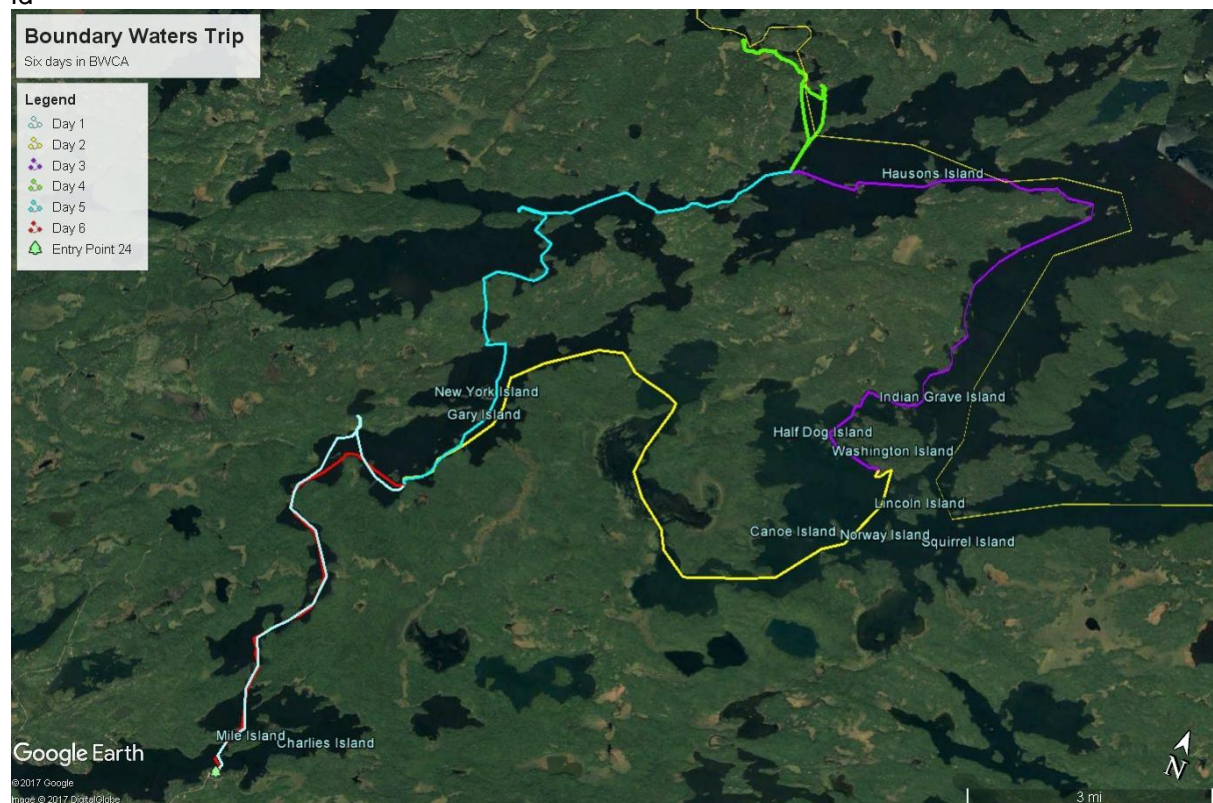 Boundary Waters Trip
Six days in BWCA
Legend
Day 1
Day 2
Day 3
Day 4
Day 5
Day 6
Entry Point 24
Hausons Island
New York Island
Gary Island
Indian Grave Island
Half Dog Island
Washington Island
Lincoln Island
Canoe Island
Norway Island
Squirrel Island
Mile Island
Charlies Island
Google Earth
©2017 Google
Image © 2017 DigitalGlobe
N
3 mi